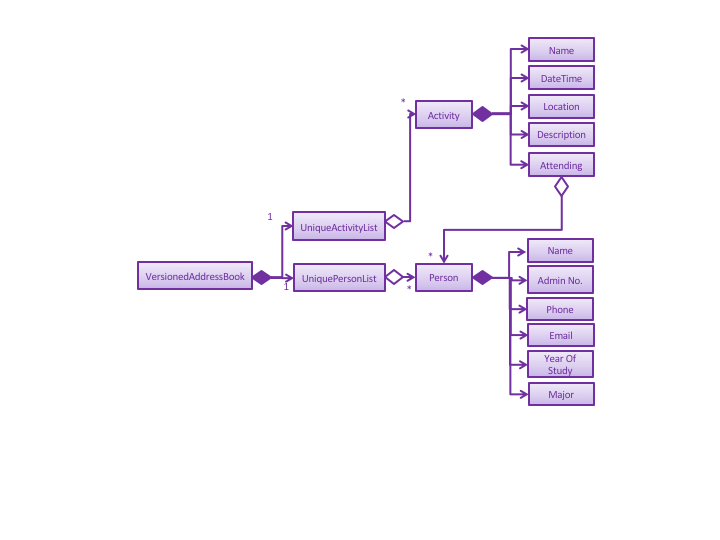 Name
DateTime
*
Activity
Location
Description
Attending
1
UniqueActivityList
*
Name
VersionedAddressBook
UniquePersonList
Person
Admin No.
1
*
Phone
Email
Year Of
Study
Major